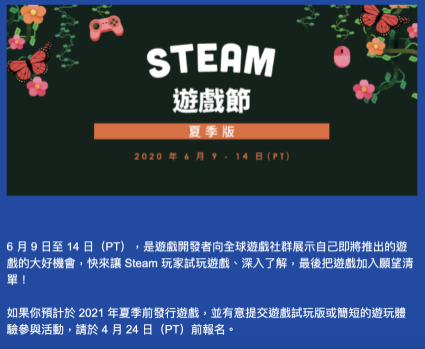 STEAM
遊戲節
夏季版
2020 年 6 月 9 - 14 日(PT)
6 月 9 日至 14 日（PT），是遊戲開發者向全球遊戲社群展示自己即將推出的遊
戲的大好機會，快來讓 Steam 玩家試玩遊戲、深入了解，最後把遊戲加入願望清
單！
如果你預計於 2021 年夏季前發行遊戲，並有意提交遊戲試玩版或簡短的遊玩體
驗參與活動，請於 4 月 24 日（PT）前報名。